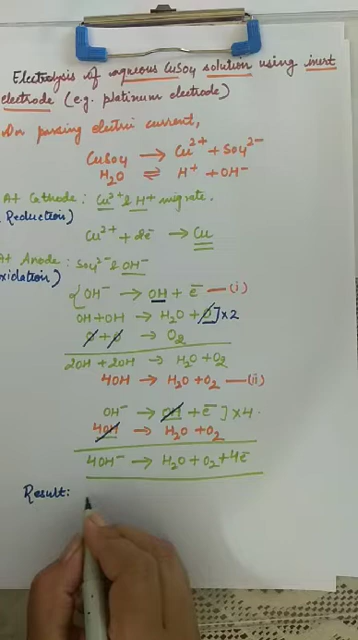 Electrolysis of aqueous CuSO4 solution using inert
electrode (e.g. platinum electrode)
On passing electric current,
CuSO4 → Cu2+ + SO4 2-
H2O ⇌ H+ + OH-
At Cathode: Cu2+ & H+ migrate.
Reduction)
Cu2+ + 2e- → Cu
At Anode: SO4 2- & OH-
oxidation)
OH- → OH + e- —(i)
OH + OH → H2O + O ] ×2
O + O → O2
2OH + 2OH → H2O + O2
4OH → H2O + O2 —(ii)
OH- → OH + e- ] ×4.
4OH → H2O + O2
4OH- → H2O + O2 + 4e-
Result: